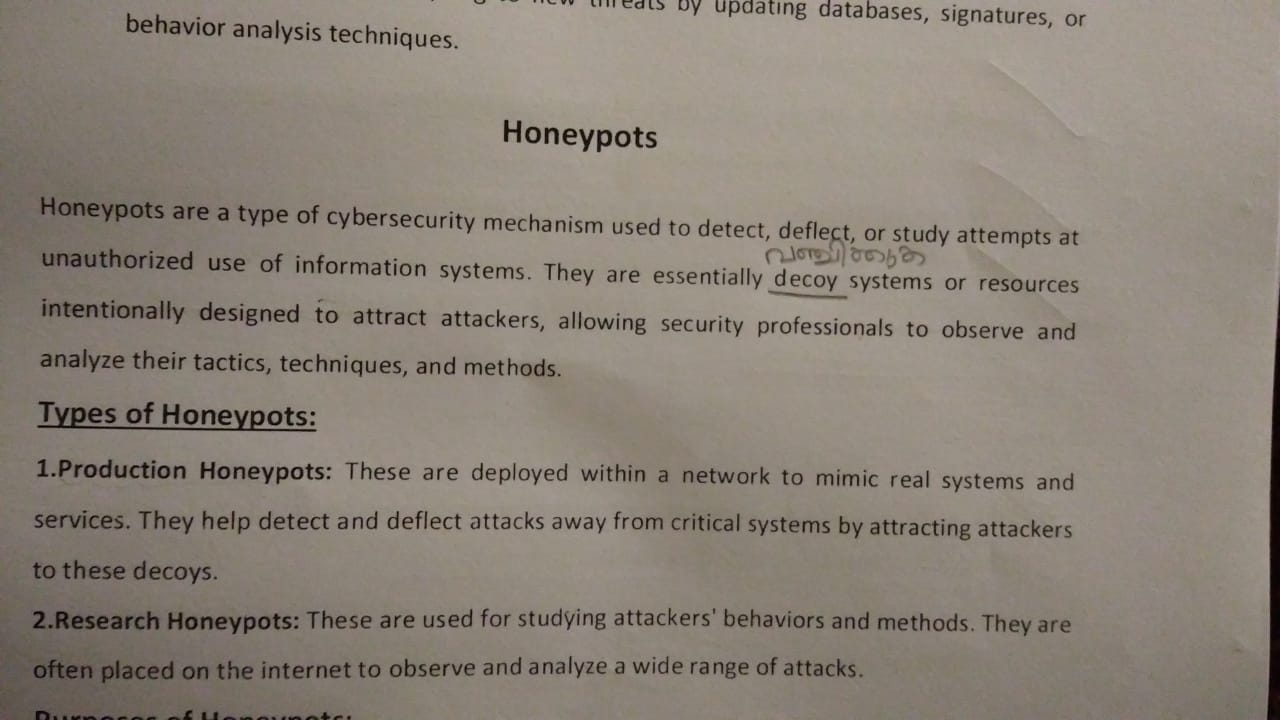 threats by updating databases, signatures, or
behavior analysis techniques.
Honeypots
Honeypots are a type of cybersecurity mechanism used to detect, deflect, or study attempts at
വഞ്ചിക്കുക
unauthorized use of information systems. They are essentially decoy systems or resources
intentionally designed to attract attackers, allowing security professionals to observe and
analyze their tactics, techniques, and methods.
Types of Honeypots:
1.Production Honeypots: These are deployed within a network to mimic real systems and
services. They help detect and deflect attacks away from critical systems by attracting attackers
to these decoys.
2.Research Honeypots: These are used for studying attackers' behaviors and methods. They are
often placed on the internet to observe and analyze a wide range of attacks.
Purposes of Honeypots: